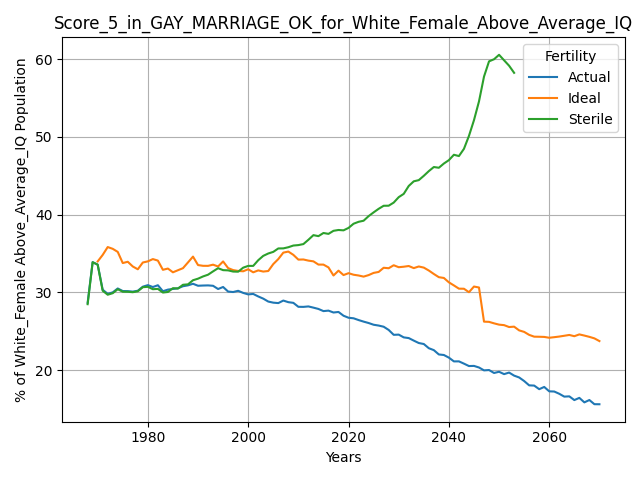 Score_5_in_GAY_MARRIAGE_OK_for_White_Female_Above_Average_IQ
% of White_Female Above_Average_IQ Population
60
50
40
30
20
Fertility
Actual
Ideal
Sterile
1980
2000
2020
2040
2060
Years